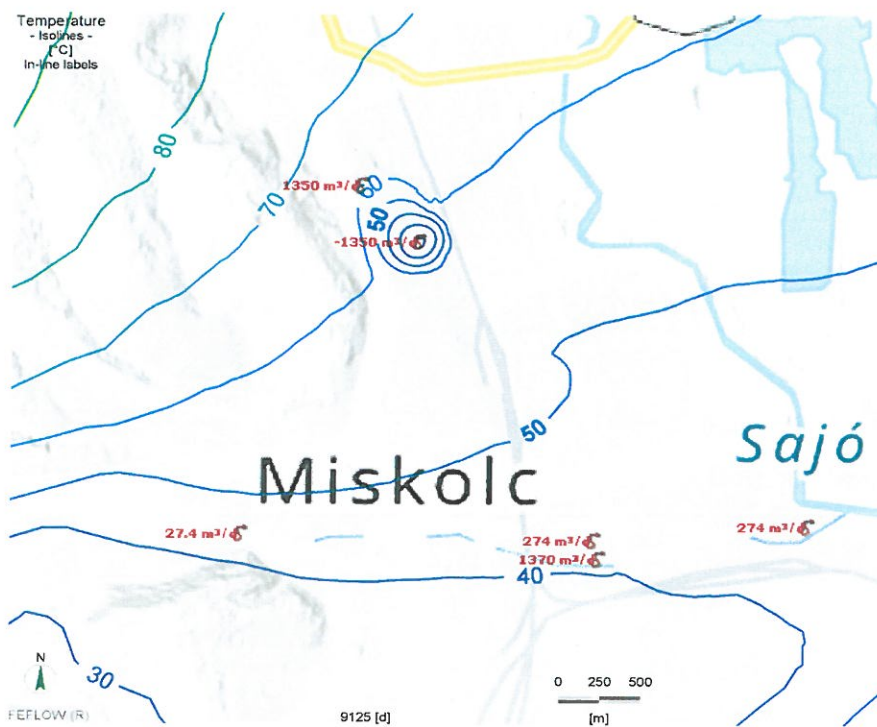 Temperature
- Isolines -
[°C]
In-line labels
80
1350 m³/d
60
70
50
-1350 m³/d
50
Sajó
Miskolc
27.4 m³/d
274 m³/d
274 m³/d
1370 m³/d
40
30
N
0 250 500
[m]
FEFLOW (R)
9125 [d]